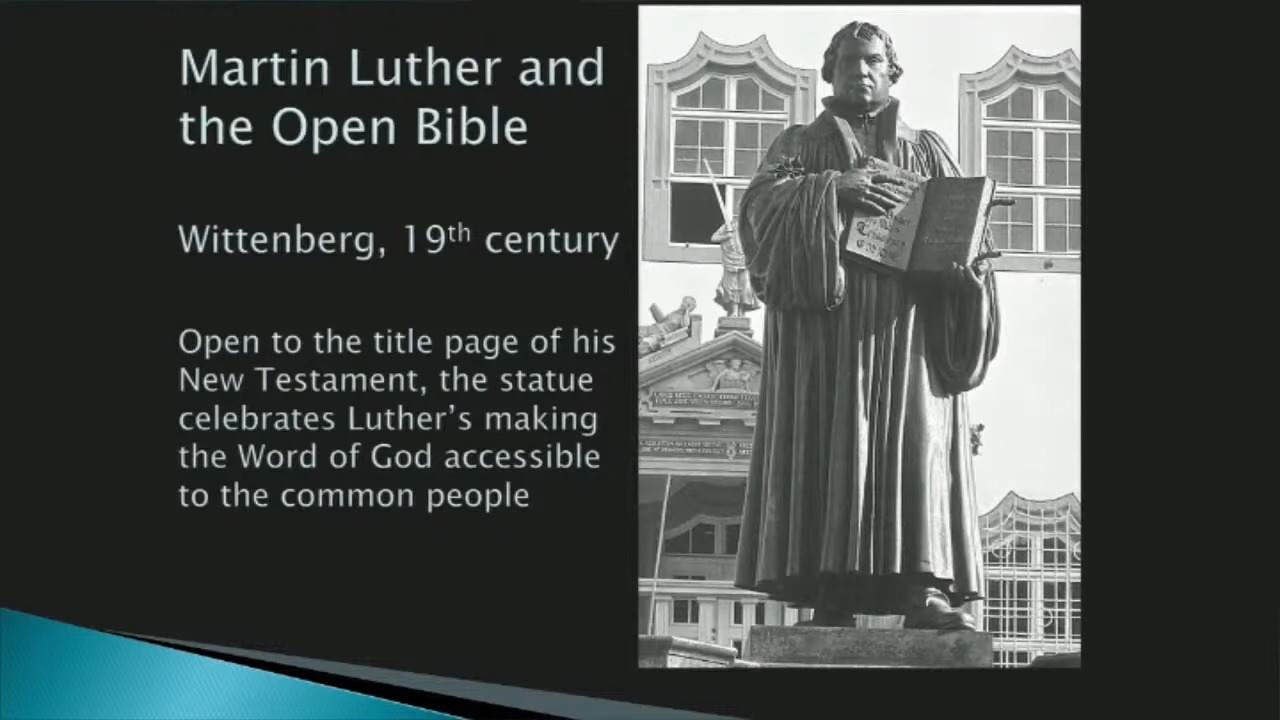 Martin Luther and
the Open Bible
Wittenberg, 19th century
Open to the title page of his
New Testament, the statue
celebrates Luther's making
the Word of God accessible
to the common people